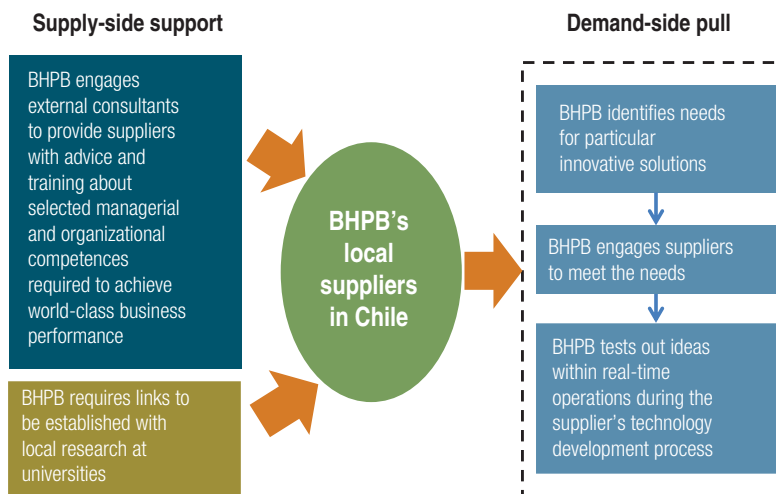 Supply-side support
BHPB engages
external consultants
to provide suppliers
with advice and
training about
selected managerial
and organizational
competences
required to achieve
world-class business
performance
BHPB requires links to
be established with
local research at
universities
BHPB's
local
suppliers
in Chile
Demand-side pull
BHPB identifies needs
for particular
innovative solutions
BHPB engages suppliers
to meet the needs
BHPB tests out ideas
within real-time
operations during the
supplier's technology
development process